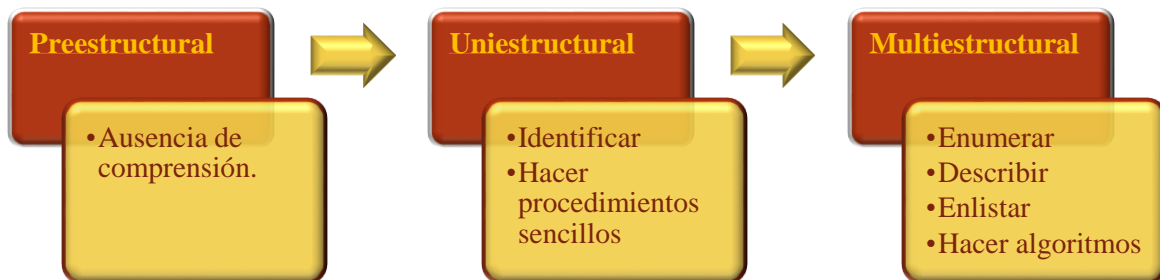 Preestructural
•Ausencia de
comprensión.
Uniestructural
•Identificar
•Hacer
procedimientos
sencillos
Multiestructural
•Enumerar
•Describir
•Enlistar
•Hacer algoritmos